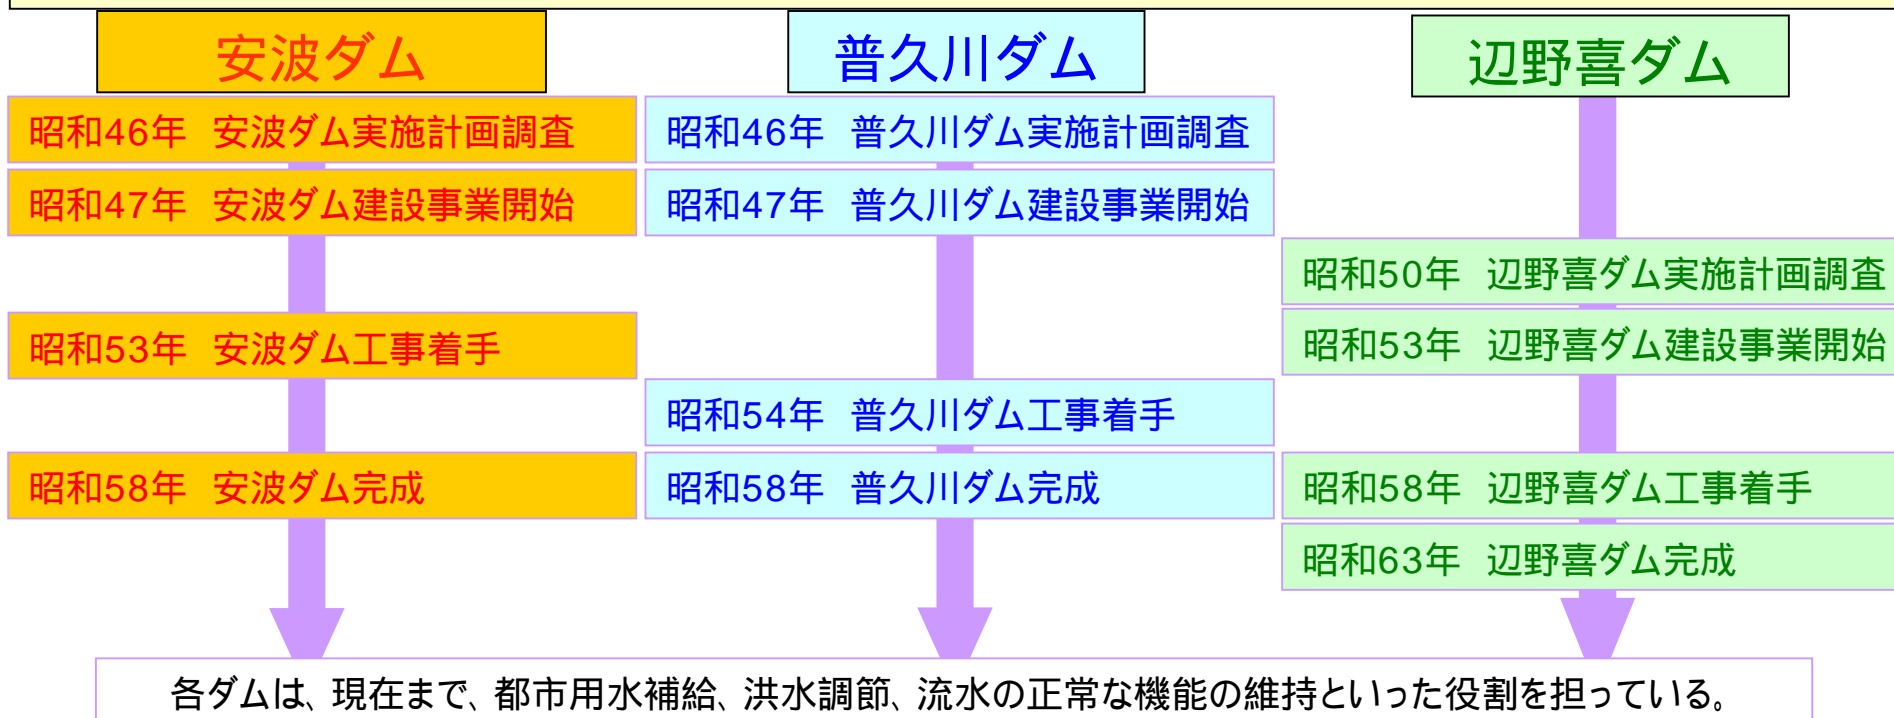 安波ダム
昭和46年　安波ダム実施計画調査
昭和47年　安波ダム建設事業開始
昭和53年　安波ダム工事着手
昭和58年　安波ダム完成
普久川ダム
昭和46年　普久川ダム実施計画調査
昭和47年　普久川ダム建設事業開始
昭和54年　普久川ダム工事着手
昭和58年　普久川ダム完成
辺野喜ダム
昭和50年　辺野喜ダム実施計画調査
昭和53年　辺野喜ダム建設事業開始
昭和58年　辺野喜ダム工事着手
昭和63年　辺野喜ダム完成
各ダムは、現在まで、都市用水補給、洪水調節、流水の正常な機能の維持といった役割を担っている。